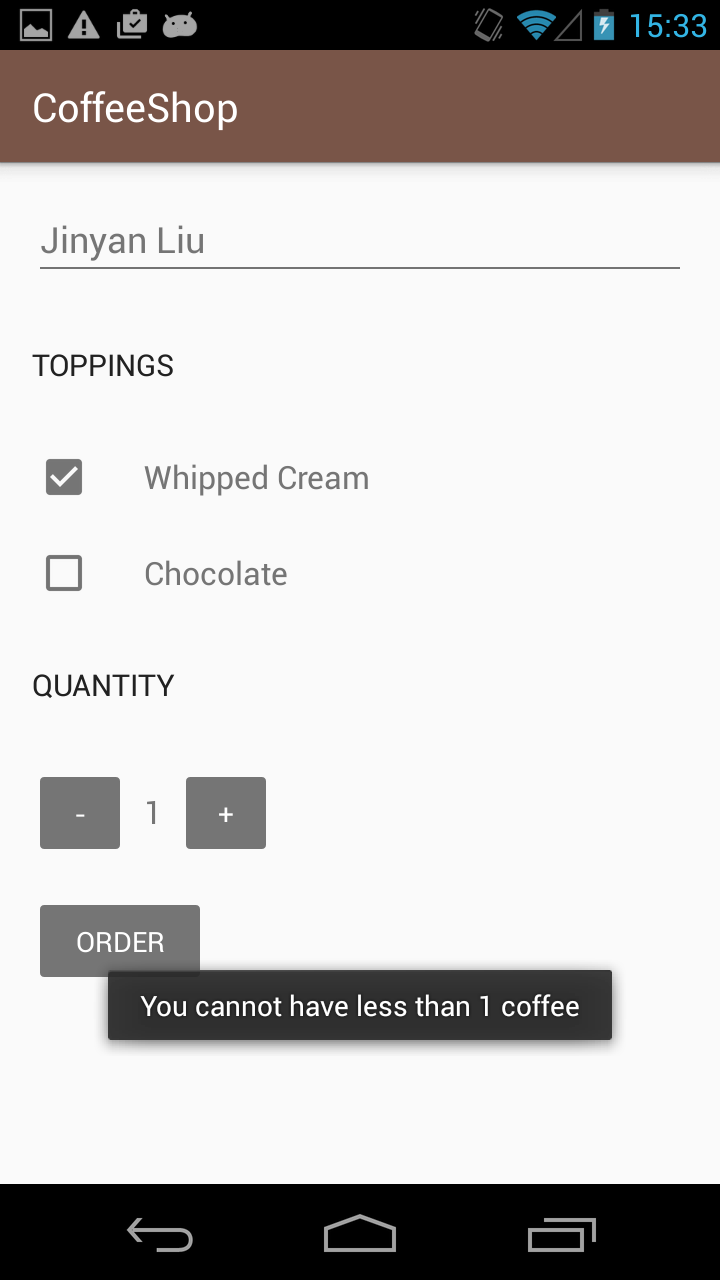 15:33
CoffeeShop
Jinyan Liu
TOPPINGS
Whipped Cream
Chocolate
QUANTITY
- 1 +
ORDER
You cannot have less than 1 coffee